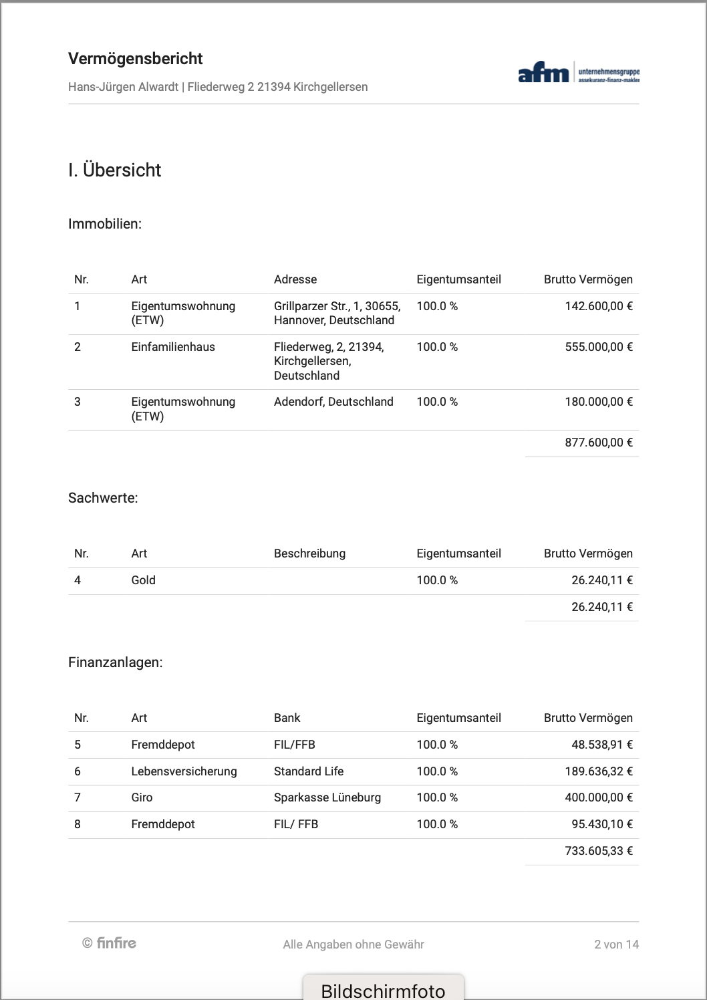 Vermögensbericht
Hans-Jürgen Alwardt | Fliederweg 2 21394 Kirchgellersen
afm unternehmensgruppe
assekuranz-finanz-makler
I. Übersicht
Immobilien:
Nr. Art Adresse Eigentumsanteil Brutto Vermögen
1 Eigentumswohnung Grillparzer Str., 1, 30655, 100.0 % 142.600,00 €
(ETW) Hannover, Deutschland
2 Einfamilienhaus Fliederweg, 2, 21394, 100.0 % 555.000,00 €
Kirchgellersen,
Deutschland
3 Eigentumswohnung Adendorf, Deutschland 100.0 % 180.000,00 €
(ETW)
877.600,00 €
Sachwerte:
Nr. Art Beschreibung Eigentumsanteil Brutto Vermögen
4 Gold 100.0 % 26.240,11 €
26.240,11 €
Finanzanlagen:
Nr. Art Bank Eigentumsanteil Brutto Vermögen
5 Fremddepot FIL/FFB 100.0 % 48.538,91 €
6 Lebensversicherung Standard Life 100.0 % 189.636,32 €
7 Giro Sparkasse Lüneburg 100.0 % 400.000,00 €
8 Fremddepot FIL/ FFB 100.0 % 95.430,10 €
733.605,33 €
© finfire Alle Angaben ohne Gewähr 2 von 14
Bildschirmfoto